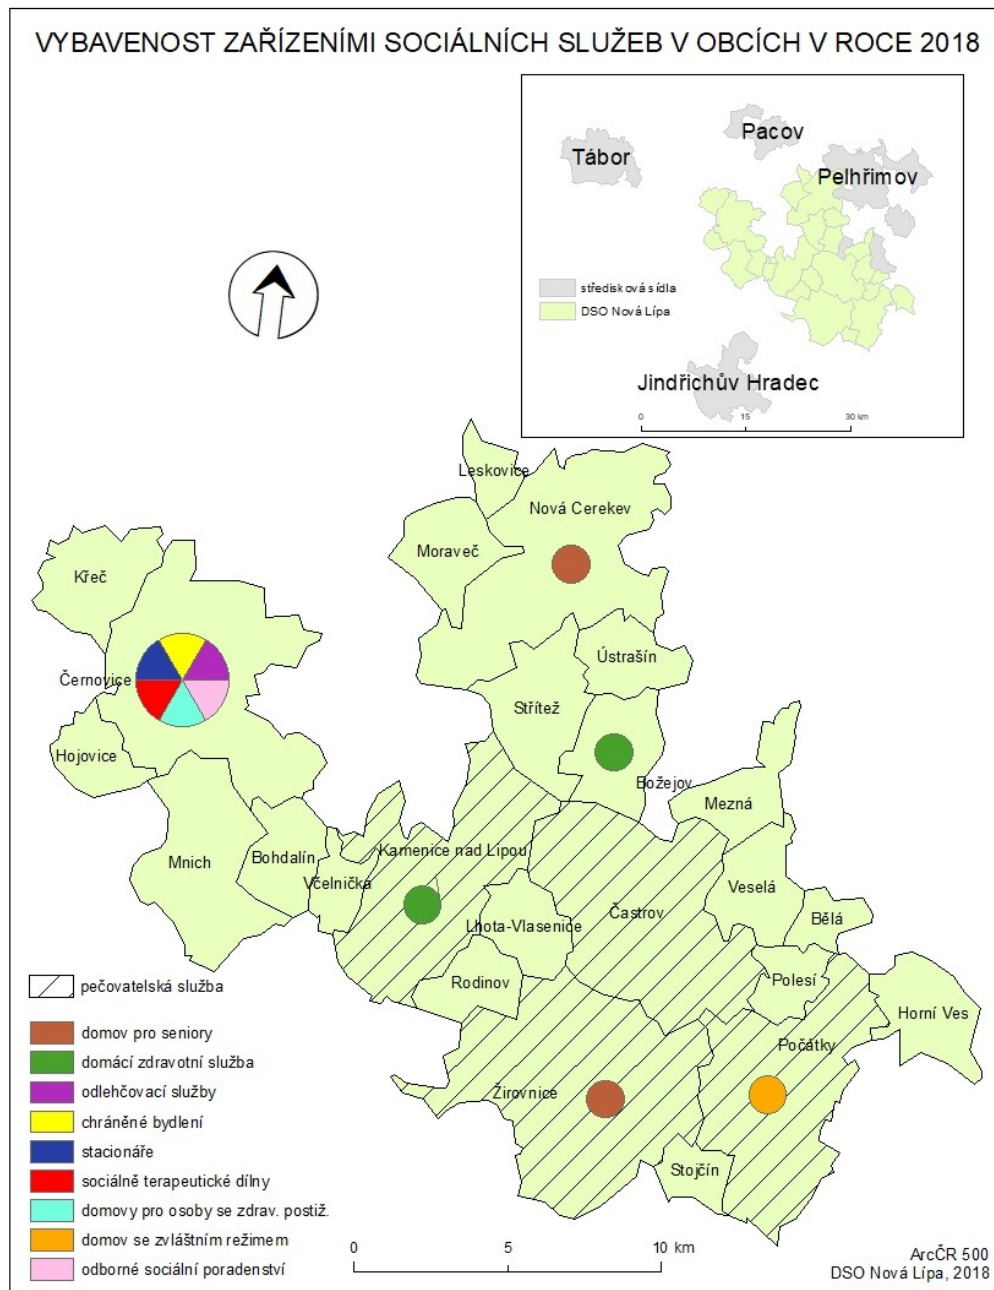 VYBAVENOST ZAŘÍZENÍMI SOCIÁLNÍCH SLUŽEB V OBCÍCH V ROCE 2018
Pacov
Tábor
Pelhřimov
střediskova sídla
DSO Nová Lípa
Jindřichův Hradec
0 15 30 km
Leskovice
Nová Cerekev
Moraveč
Křeč
Ústrašín
Černovice
Střítež
Hojovice
Božejov
Mezná
Kamenice nad Lipou
Bohdalín
Mnich
Včelnička
Veselá
Častrov
Bělá
Lhota-Vlasenice
Rodinov
Polesí
Horní Ves
Počátky
Žirovnice
Stojčín
pečovatelská služba
domov pro seniory
domácí zdravotní služba
odlehčovací služby
chráněné bydlení
stacionáře
sociálně terapeutické dílny
domovy pro osoby se zdrav. postiž.
domov se zvláštním režimem
odborné sociální poradenství
0 5 10 km
ArcČR 500
DSO Nová Lípa, 2018